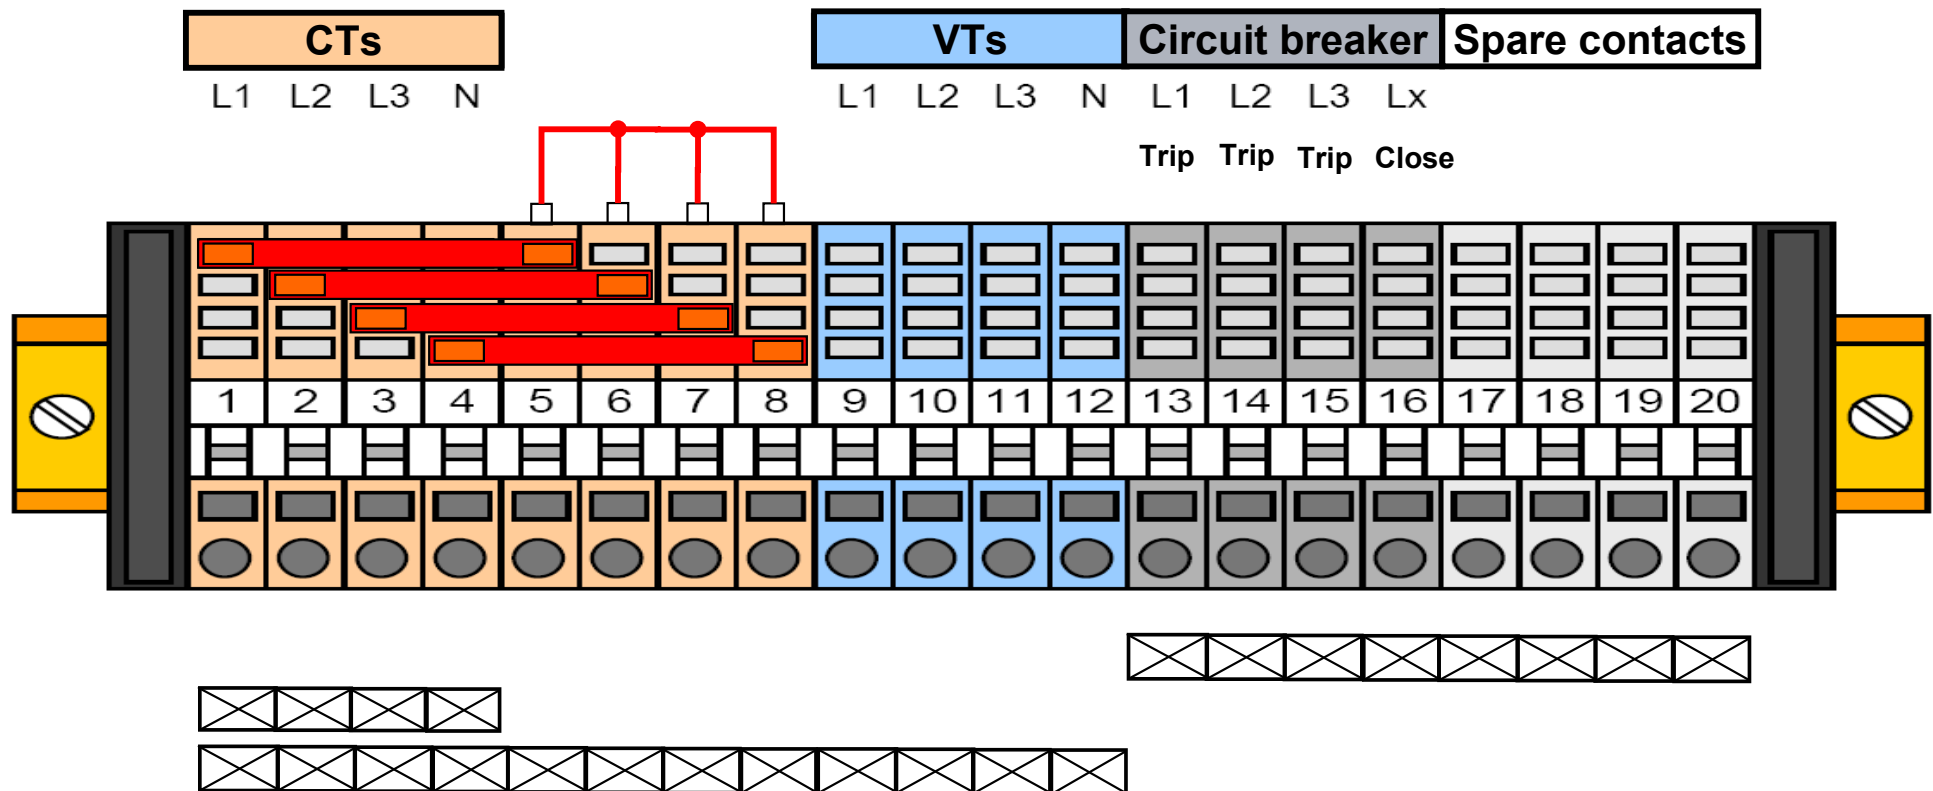 CTs VTs Circuit breaker Spare contacts
L1 L2 L3 N L1 L2 L3 N L1 L2 L3 Lx
Trip Trip Trip Close
1 2 3 4 5 6 7 8 9 10 11 12 13 14 15 16 17 18 19 20